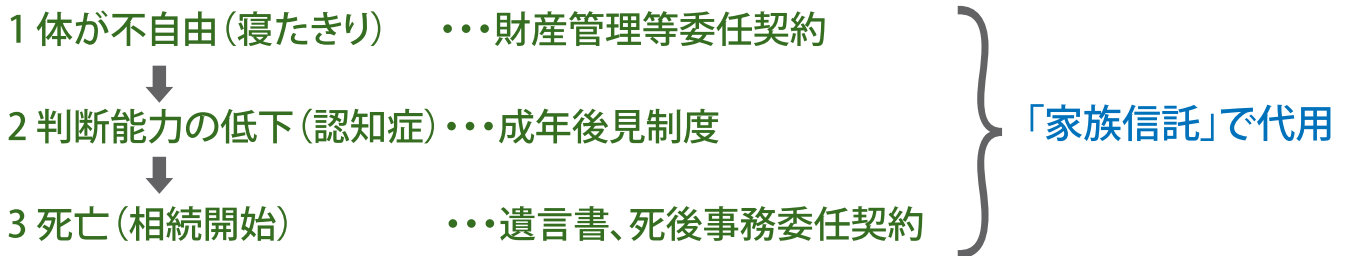 1 体が不自由（寝たきり） ・・・財産管理等委任契約
2 判断能力の低下（認知症）・・・成年後見制度
「家族信託」で代用
3 死亡（相続開始） ・・・遺言書、死後事務委任契約